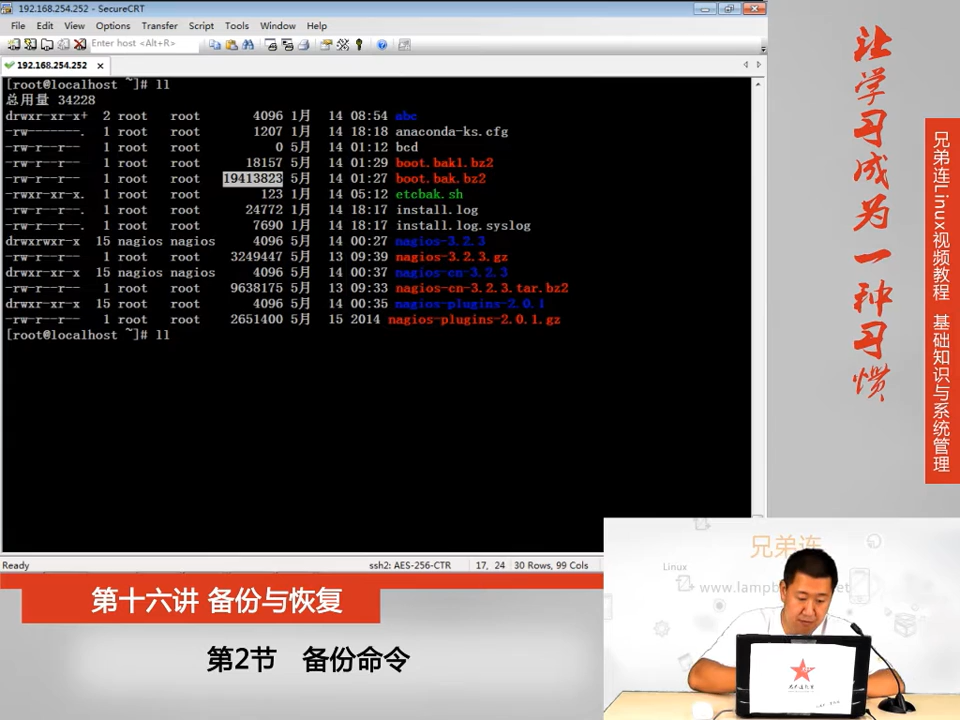 192.168.254.252 - SecureCRT
File Edit View Options Transfer Script Tools Window Help
Enter host <Alt+R>
192.168.254.252
[root@localhost ~]# ll
总用量 34228
drwxr-xr-x+ 2 root root 4096 1月 14 08:54 abc
-rw-------. 1 root root 1207 1月 14 18:18 anaconda-ks.cfg
-rw-r--r-- 1 root root 0 5月 14 01:12 bcd
-rw-r--r-- 1 root root 18157 5月 14 01:29 boot.bak1.bz2
-rw-r--r-- 1 root root 19413823 5月 14 01:27 boot.bak.bz2
-rwxr-xr-x. 1 root root 123 1月 14 05:12 etcbak.sh
-rw-r--r--. 1 root root 24772 1月 14 18:17 install.log
-rw-r--r--. 1 root root 7690 1月 14 18:17 install.log.syslog
drwxrwxr-x 15 nagios nagios 4096 5月 14 00:27 nagios-3.2.3
-rw-r--r-- 1 root root 3249447 5月 13 09:39 nagios-3.2.3.gz
drwxr-xr-x 15 nagios nagios 4096 5月 14 00:37 nagios-cn-3.2.3
-rw-r--r-- 1 root root 9638175 5月 13 09:33 nagios-cn-3.2.3.tar.bz2
drwxr-xr-x 15 root root 4096 5月 14 00:35 nagios-plugins-2.0.1
-rw-r--r-- 1 root root 2651400 5月 15 2014 nagios-plugins-2.0.1.gz
[root@localhost ~]# ll
Ready ssh2: AES-256-CTR 17, 24 30 Rows, 99 Cols
让学习成为一种习惯
兄弟连Linux视频教程 基础知识与系统管理
第十六讲 备份与恢复
第2节 备份命令
兄弟连
Linux